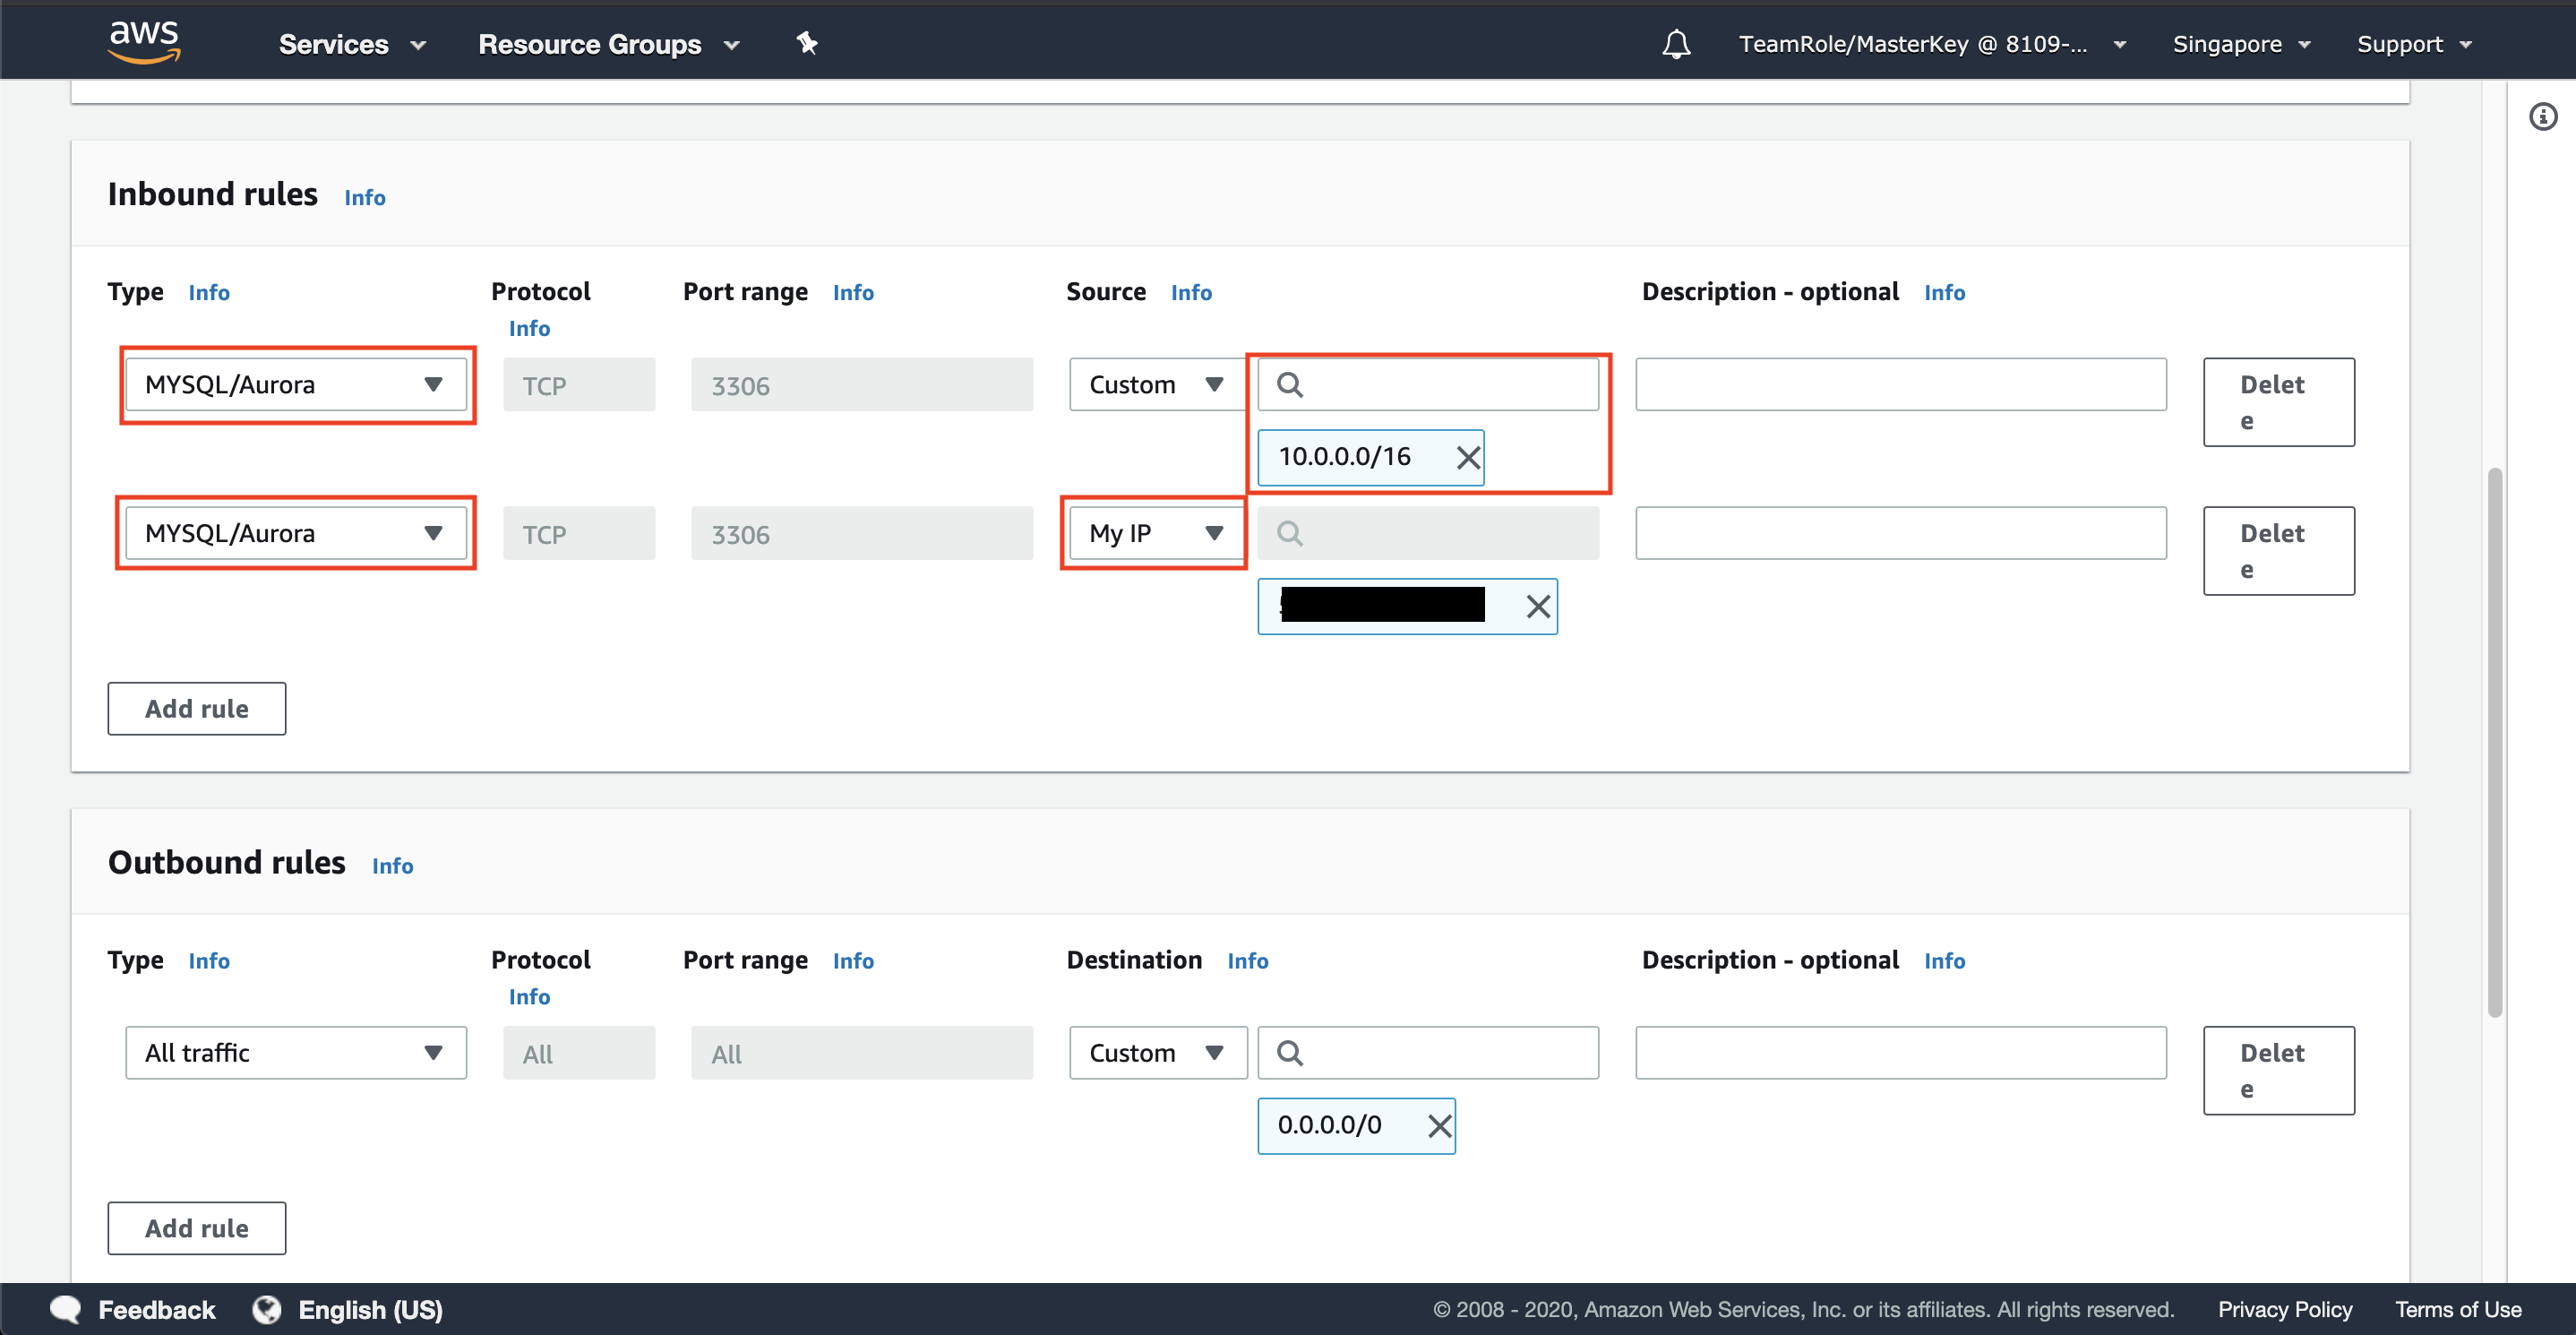 aws Services Resource Groups TeamRole/MasterKey @ 8109-... Singapore Support
Inbound rules Info
Type Info Protocol Info Port range Info Source Info Description - optional Info
MYSQL/Aurora TCP 3306 Custom Delete
10.0.0.0/16
MYSQL/Aurora TCP 3306 My IP Delete
Add rule
Outbound rules Info
Type Info Protocol Info Port range Info Destination Info Description - optional Info
All traffic All All Custom Delete
0.0.0.0/0
Add rule
Feedback English (US) © 2008 - 2020, Amazon Web Services, Inc. or its affiliates. All rights reserved. Privacy Policy Terms of Use